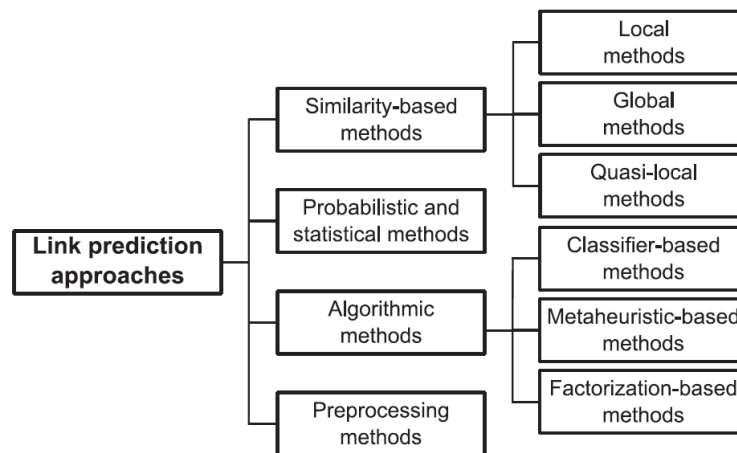 Link prediction
approaches
Similarity-based
methods
Local
methods
Global
methods
Quasi-local
methods
Probabilistic and
statistical methods
Algorithmic
methods
Classifier-based
methods
Metaheuristic-based
methods
Factorization-based
methods
Preprocessing
methods